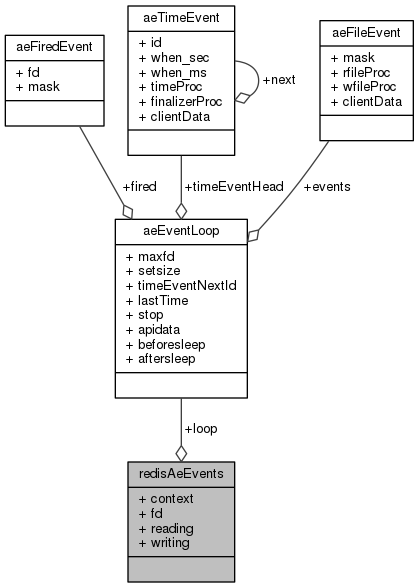 aeFiredEvent
+ fd
+ mask
aeTimeEvent
+ id
+ when_sec
+ when_ms
+ timeProc
+ finalizerProc
+ clientData
+next
aeFileEvent
+ mask
+ rfileProc
+ wfileProc
+ clientData
+fired
+timeEventHead
+events
aeEventLoop
+ maxfd
+ setsize
+ timeEventNextId
+ lastTime
+ stop
+ apidata
+ beforesleep
+ aftersleep
+loop
redisAeEvents
+ context
+ fd
+ reading
+ writing